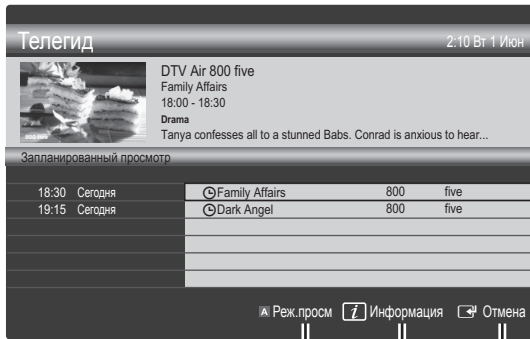 Телегид 2:10 Вт 1 Июн
DTV Air 800 five
Family Affairs
18:00 - 18:30
Drama
Tanya confesses all to a stunned Babs. Conrad is anxious to hear...
Запланированный просмотр
18:30 Сегодня Family Affairs 800 five
19:15 Сегодня Dark Angel 800 five
A Реж.просм i Информация Отмена